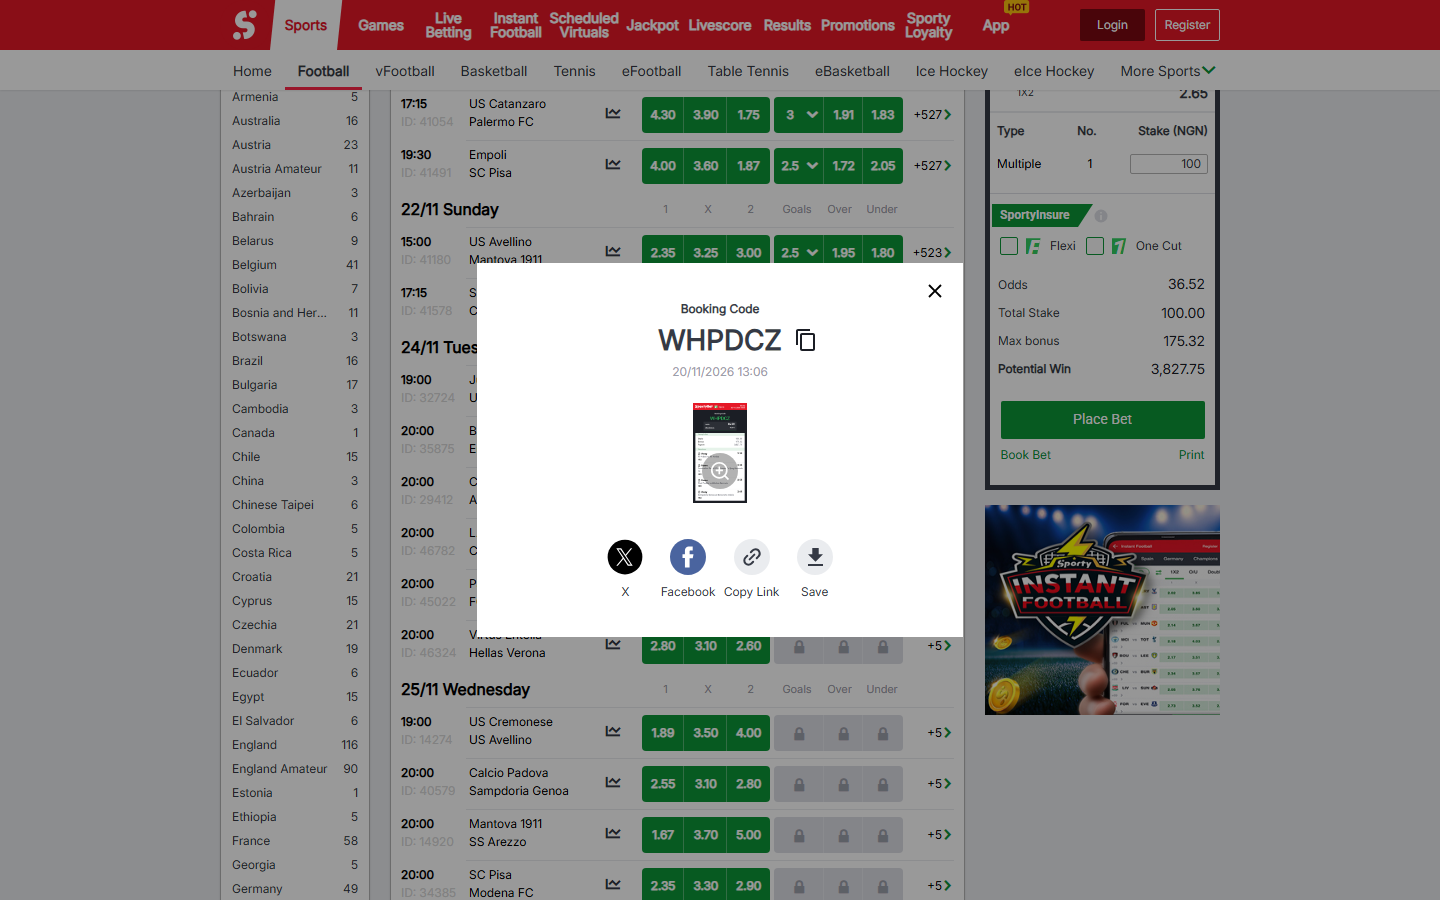 Sports
Games
Live Betting
Instant Football
Scheduled Virtuals
Jackpot
Livescore
Results
Promotions
Sporty Loyalty
App
HOT
Login
Register
Home
Football
vFootball
Basketball
Tennis
eFootball
Table Tennis
eBasketball
Ice Hockey
eIce Hockey
More Sports
Armenia 5
Australia 16
Austria 23
Austria Amateur 11
Azerbaijan 3
Bahrain 6
Belarus 9
Belgium 41
Bolivia 7
Bosnia and Her... 11
Botswana 3
Brazil 16
Bulgaria 17
Cambodia 3
Canada 1
Chile 15
China 3
Chinese Taipei 6
Colombia 5
Costa Rica 5
Croatia 21
Cyprus 15
Czechia 21
Denmark 19
Ecuador 6
Egypt 15
El Salvador 6
England 116
England Amateur 90
Estonia 1
Ethiopia 5
France 58
Georgia 5
Germany 49
17:15 US Catanzaro
ID: 41054 Palermo FC
4.30 3.90 1.75 3 1.91 1.83 +527
19:30 Empoli
ID: 41491 SC Pisa
4.00 3.60 1.87 2.5 1.72 2.05 +527
22/11 Sunday 1 X 2 Goals Over Under
15:00 US Avellino
ID: 41180 Mantova 1911
2.35 3.25 3.00 2.5 1.95 1.80 +523
17:15 S
ID: 41578 C
24/11 Tues
19:00 J
ID: 32724 U
20:00 B
ID: 35875 E
20:00 C
ID: 29412 A
20:00 L
ID: 46782 C
20:00 P
ID: 45022 F
20:00 Virtus Entella
ID: 46324 Hellas Verona
2.80 3.10 2.60 +5
25/11 Wednesday 1 X 2 Goals Over Under
19:00 US Cremonese
ID: 14274 US Avellino
1.89 3.50 4.00 +5
20:00 Calcio Padova
ID: 40579 Sampdoria Genoa
2.55 3.10 2.80 +5
20:00 Mantova 1911
ID: 14920 SS Arezzo
1.67 3.70 5.00 +5
20:00 SC Pisa
ID: 34385 Modena FC
2.35 3.30 2.90 +5
Booking Code
WHPDCZ
20/11/2026 13:06
WHPDCZ
X
Facebook
Copy Link
Save
1X2 2.65
Type No. Stake (NGN)
Multiple 1 100
SportyInsure
Flexi
One Cut
Odds 36.52
Total Stake 100.00
Max bonus 175.32
Potential Win 3,827.75
Place Bet
Book Bet
Print
Sporty
INSTANT
FOOTBALL